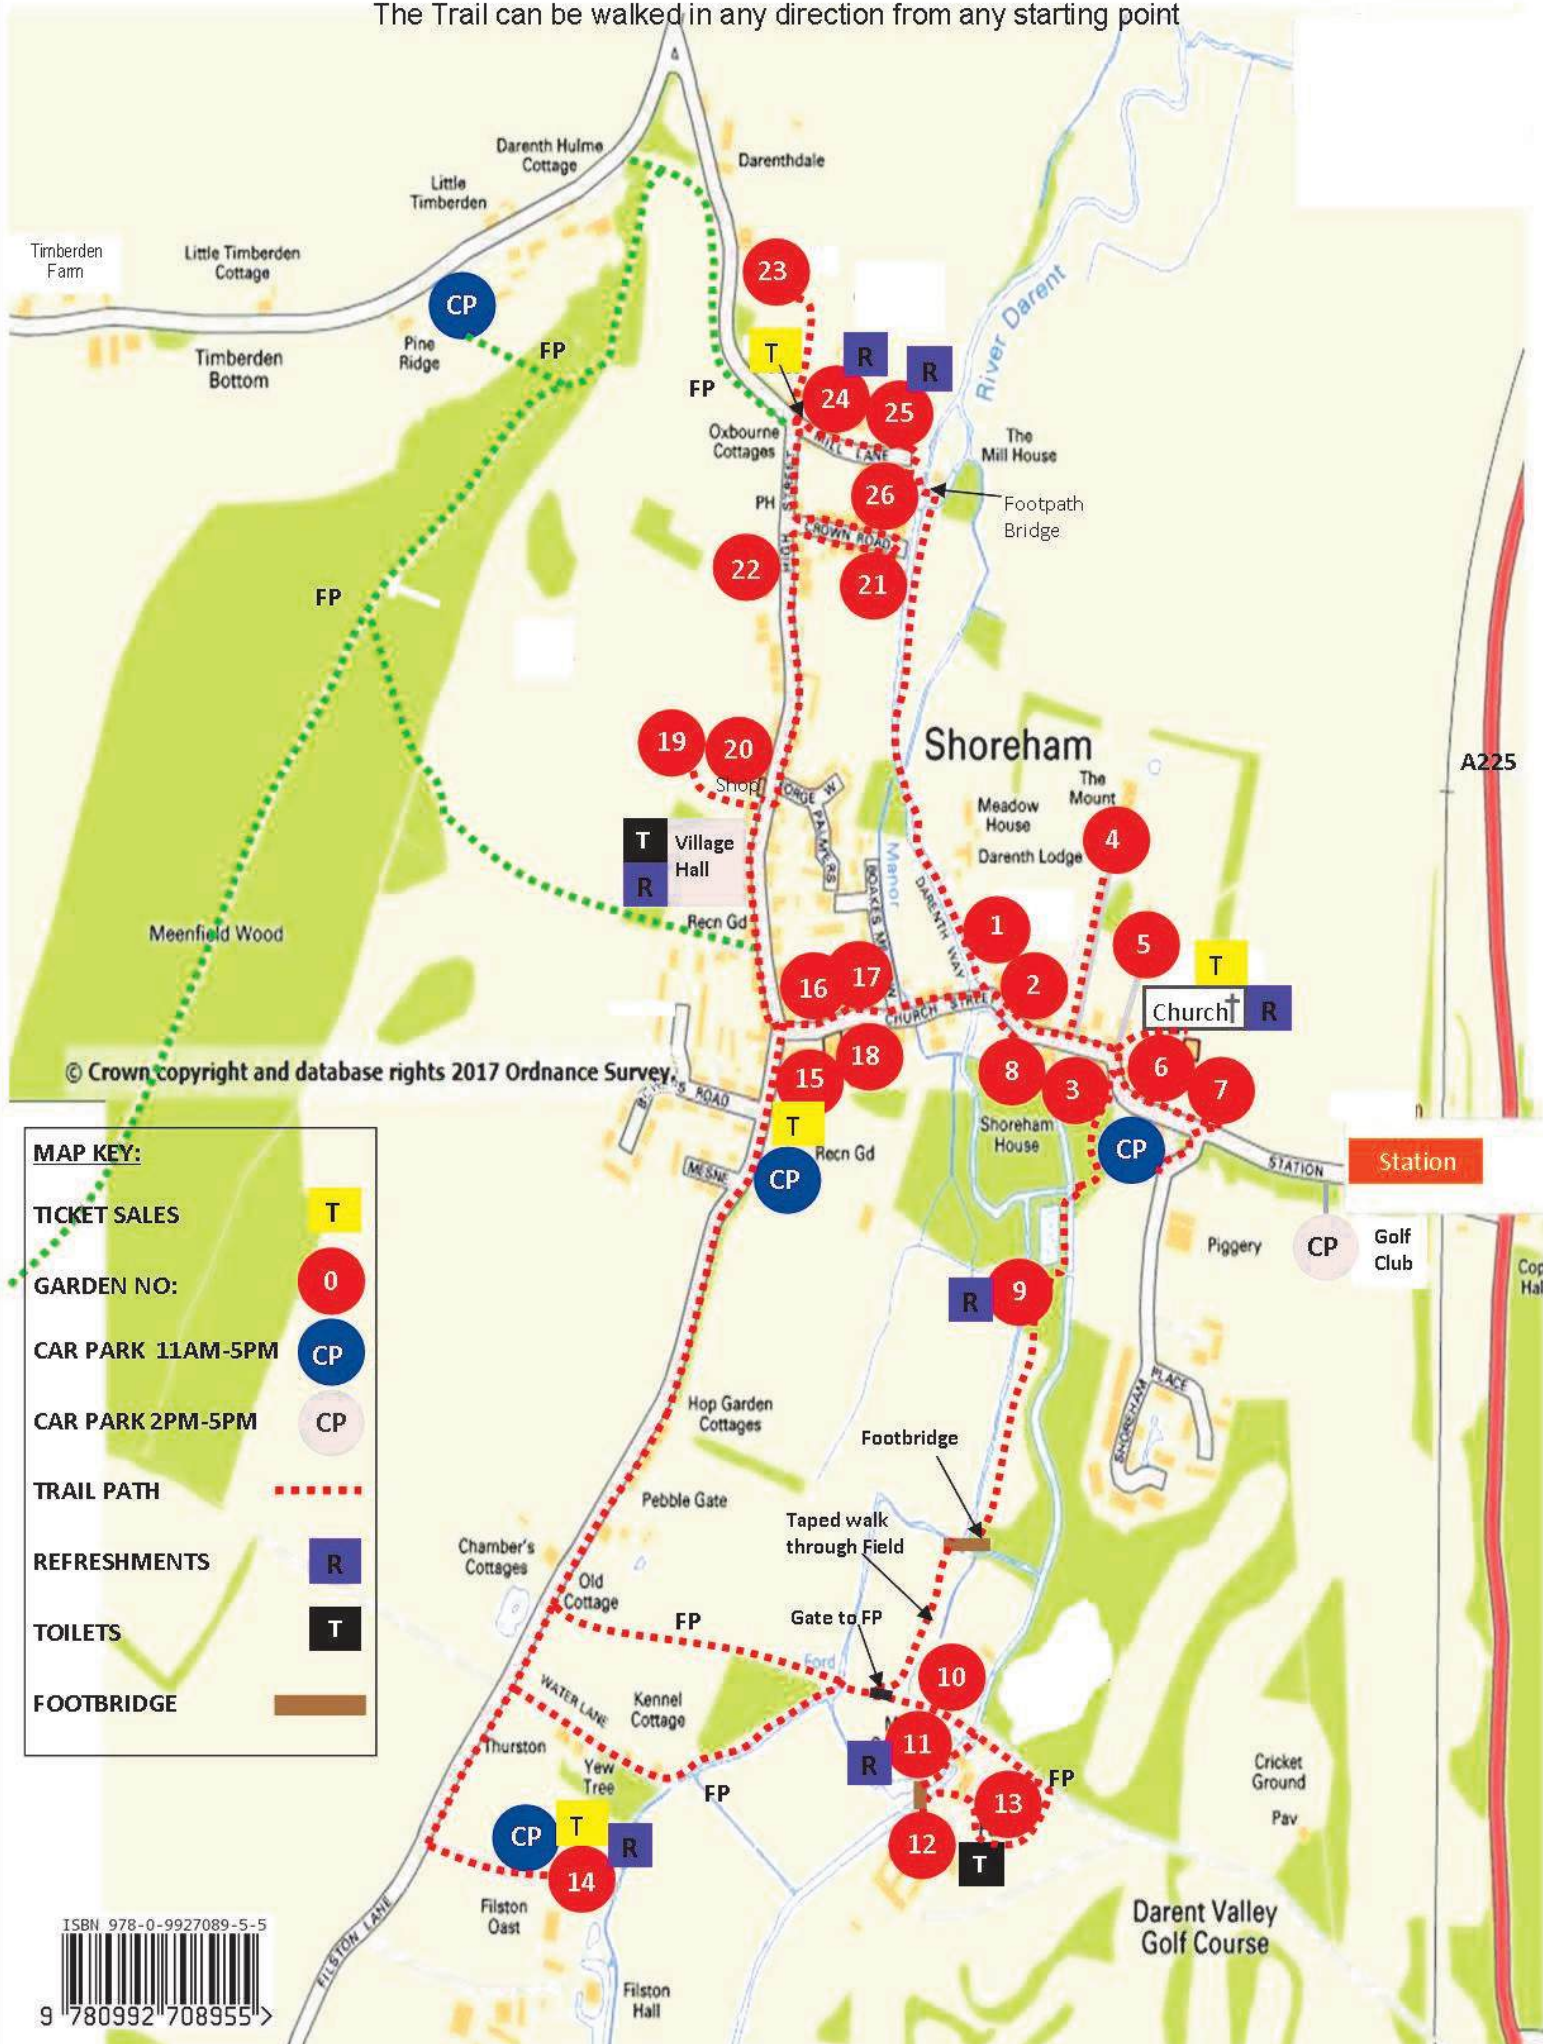 The Trail can be walked in any direction from any starting point
Darenth Hulme
Cottage
Darenthdale
Little
Timberden
Timberden
Farm
Little Timberden
Cottage
23
CP
River Darent
Pine
Ridge
FP
T
R
R
Timberden
Bottom
FP
24
25
Oxbourne
Cottages
MILL LANE
The
Mill House
PH
HIGH STREET
26
Footpath
Bridge
CROWN ROAD
22
21
FP
19
20
Shoreham
A225
Shop
The
Mount
Meadow
House
4
T
Village
Hall
R
PALMERS
Darenth Lodge
Manor
DARENTH WAY
Recn Gd
Meenfield Wood
1
5
T
16
17
2
Church
R
CHURCH STREET
© Crown copyright and database rights 2017 Ordnance Survey.
15
18
8
3
6
7
ROAD
T
Recn Gd
Shoreham
House
CP
MESNE
CP
STATION
Station
Piggery
CP
Golf
Club
Cop
Hal
R
9
MAP KEY:
TICKET SALES
T
GARDEN NO:
0
CAR PARK 11AM-5PM
CP
CAR PARK 2PM-5PM
CP
TRAIL PATH
REFRESHMENTS
R
TOILETS
T
FOOTBRIDGE
SHOREHAM
PLACE
Hop Garden
Cottages
Footbridge
Pebble Gate
Taped walk
through Field
Chamber's
Cottages
Old
Cottage
FP
Gate to FP
Ford
10
WATER LANE
Kennel
Cottage
Thurston
11
R
Yew
Tree
FP
FP
13
Cricket
Ground
Pav
CP
T
R
12
T
14
Filston
Oast
Darent Valley
Golf Course
FILSTON LANE
Filston
Hall
ISBN 978-0-9927089-5-5
9 780992 708955 >